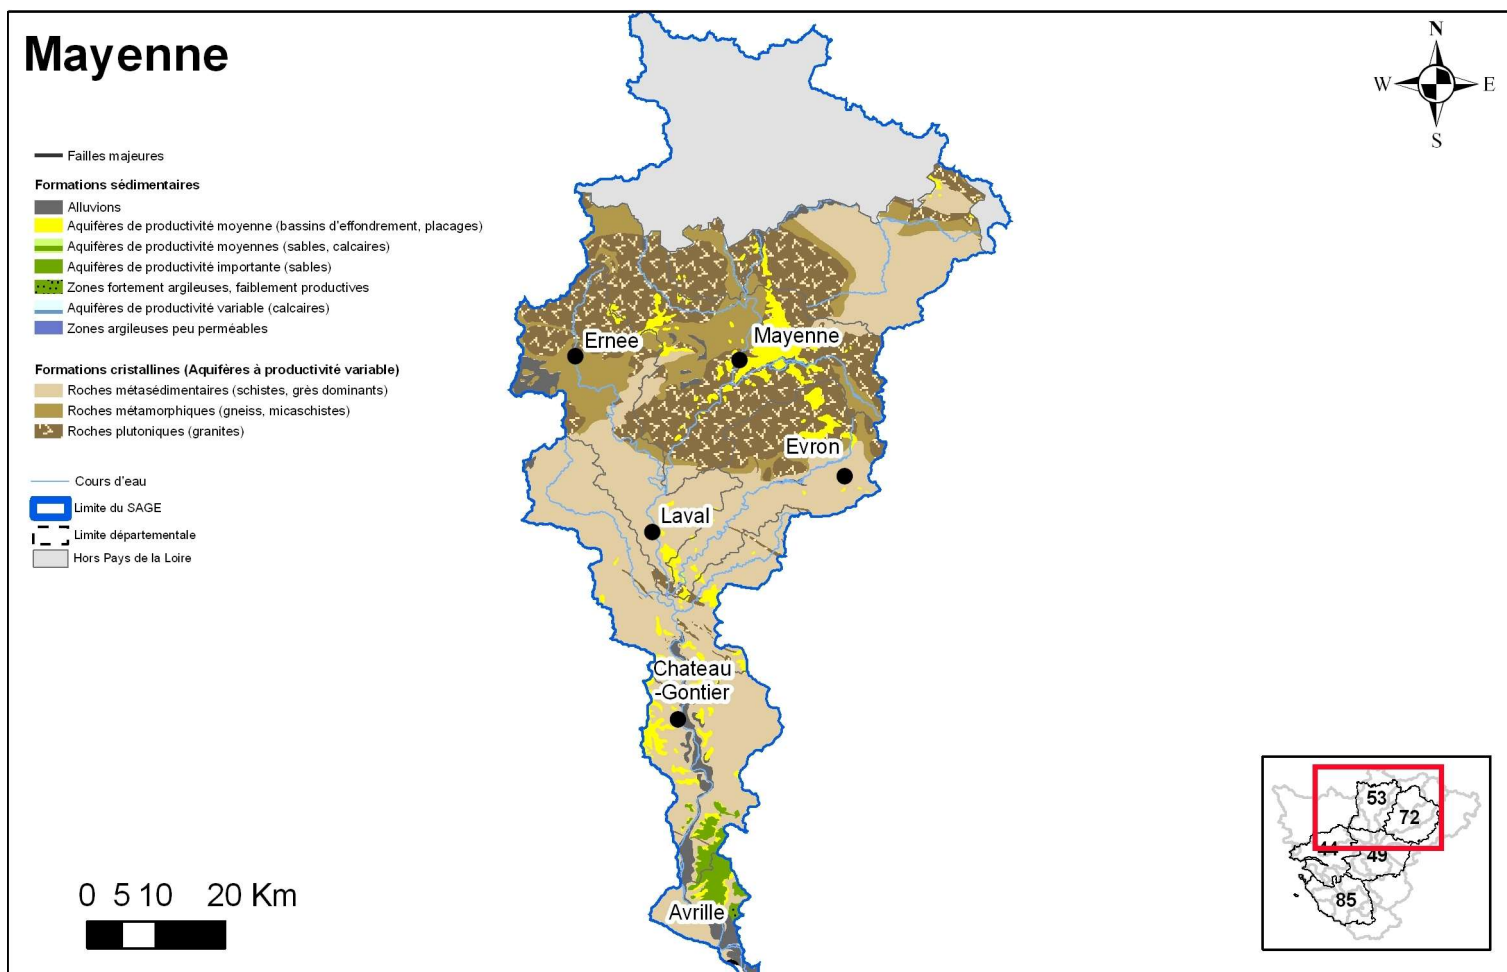 Mayenne
N
W
E
S
Failles majeures
Formations sédimentaires
Alluvions
Aquifères de productivité moyenne (bassins d'effondrement, placages)
Aquifères de productivité moyennes (sables, calcaires)
Aquifères de productivité importante (sables)
Zones fortement argileuses, faiblement productives
Aquifères de productivité variable (calcaires)
Zones argileuses peu perméables
Formations cristallines (Aquifères à productivité variable)
Roches métasédimentaires (schistes, grès dominants)
Roches métamorphiques (gneiss, micaschistes)
Roches plutoniques (granites)
Cours d'eau
Limite du SAGE
Limite départementale
Hors Pays de la Loire
Ernee
Mayenne
Evron
Laval
Chateau
-Gontier
Avrille
0 5 10 20 Km
53
72
44
49
85